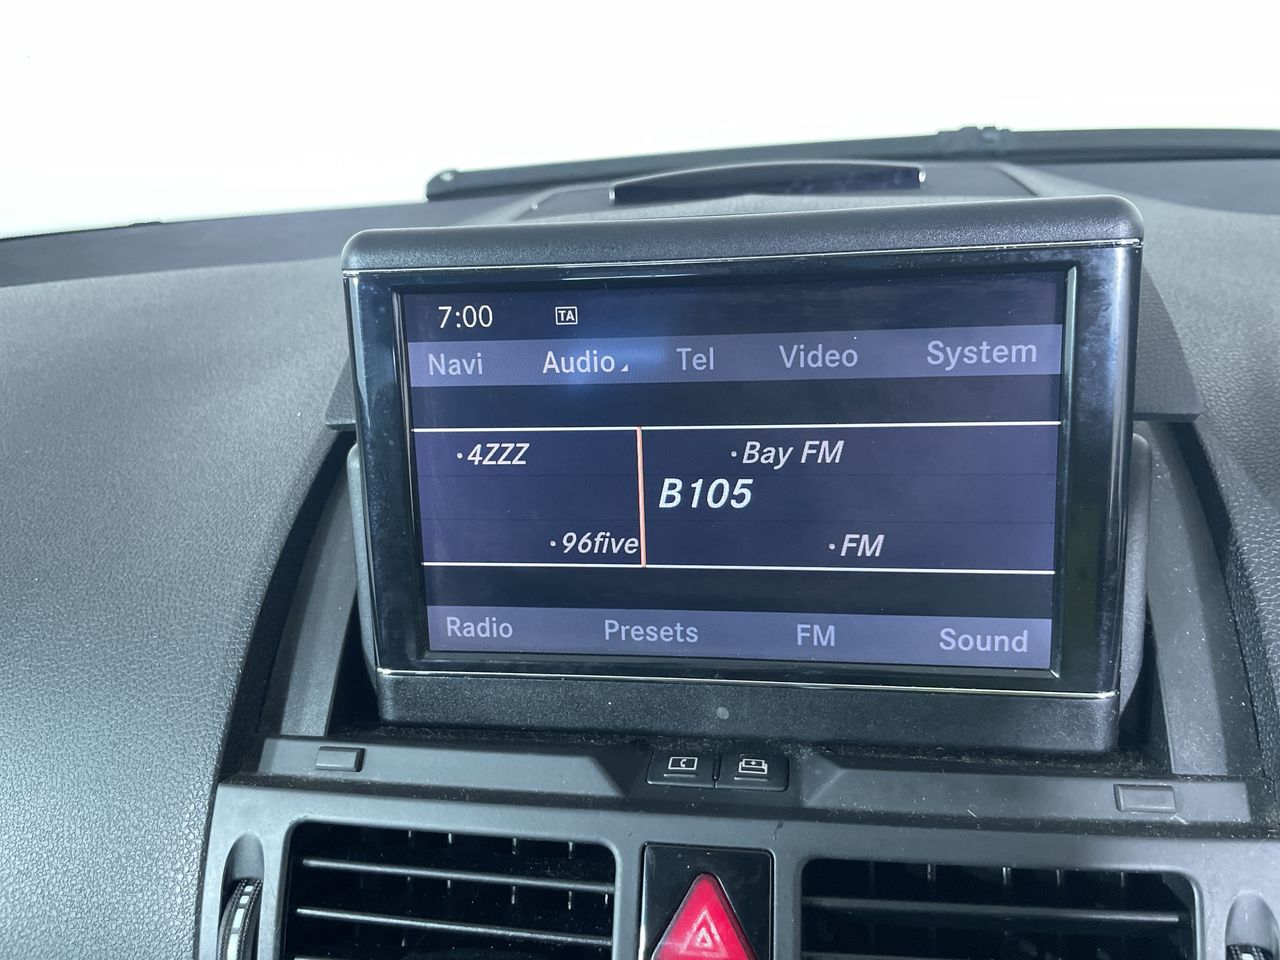 7:00 TA
Navi Audio Tel Video System
·4ZZZ ·Bay FM
B105
·96five ·FM
Radio Presets FM Sound